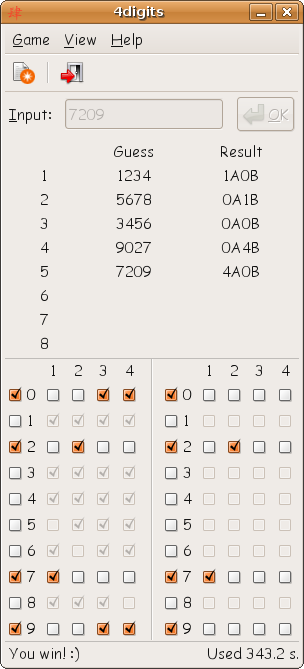 4digits
Game View Help
Input: 7209 OK
Guess Result
1 1234 1A0B
2 5678 0A1B
3 3456 0A0B
4 9027 0A4B
5 7209 4A0B
6
7
8
1 2 3 4 1 2 3 4
0 0
1 1
2 2
3 3
4 4
5 5
6 6
7 7
8 8
9 9
You win! :) Used 343.2 s.